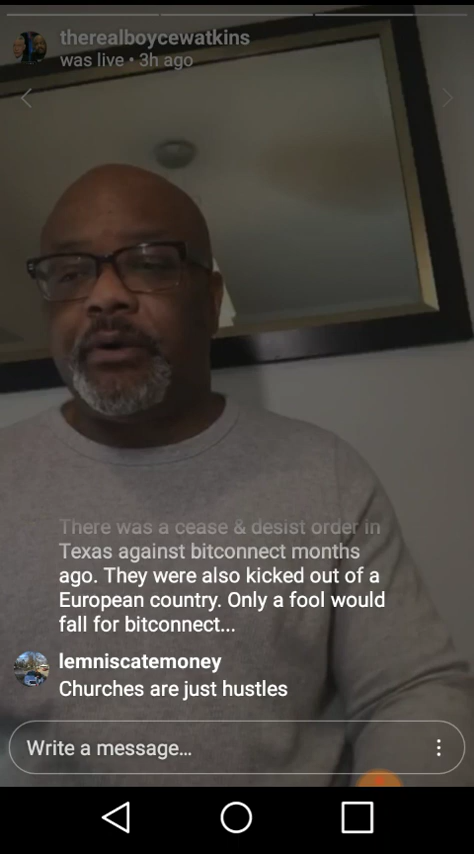 therealboycewatkins
was live • 3h ago
There was a cease & desist order in
Texas against bitconnect months
ago. They were also kicked out of a
European country. Only a fool would
fall for bitconnect...
lemniscatemoney
Churches are just hustles
Write a message...